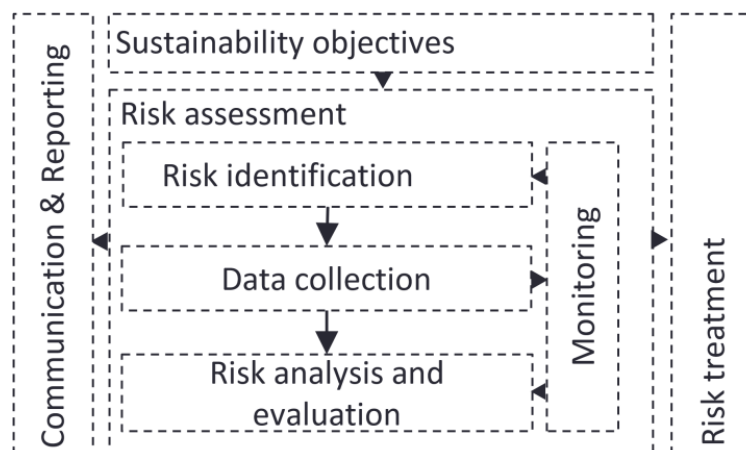 Communication & Reporting
Sustainability objectives
Risk assessment
Risk identification
Data collection
Risk analysis and
evaluation
Monitoring
Risk treatment